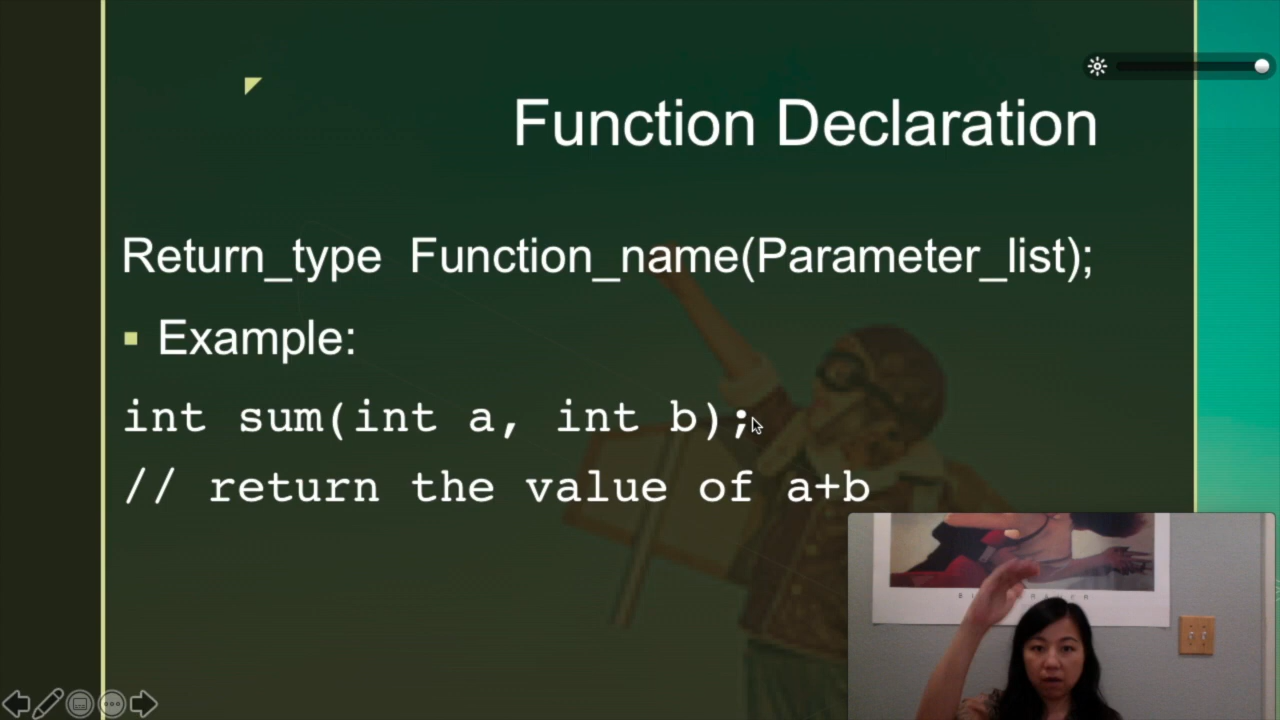 Function Declaration
Return_type Function_name(Parameter_list);
Example:
int sum(int a, int b);
// return the value of a+b